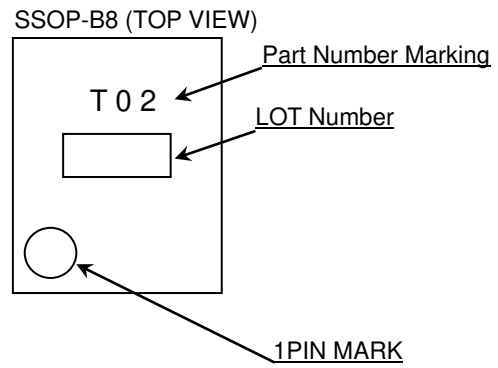 SSOP-B8 (TOP VIEW)
Part Number Marking
T 0 2
LOT Number
1PIN MARK